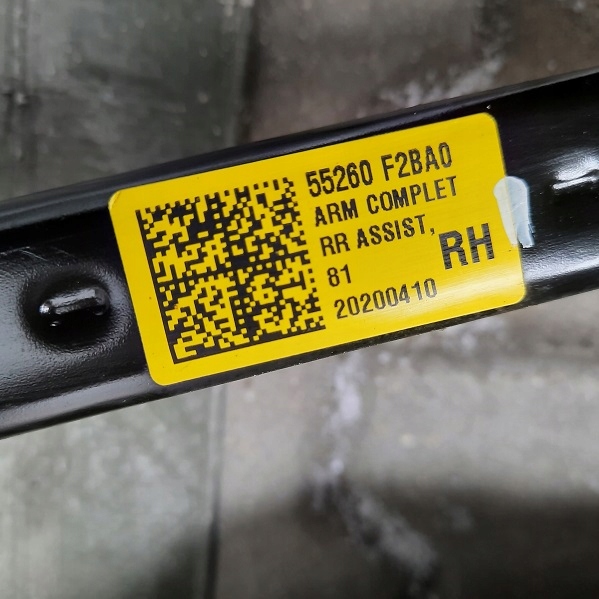 55260 F2BA0
ARM COMPLET
RR ASSIST,
RH
81
20200410